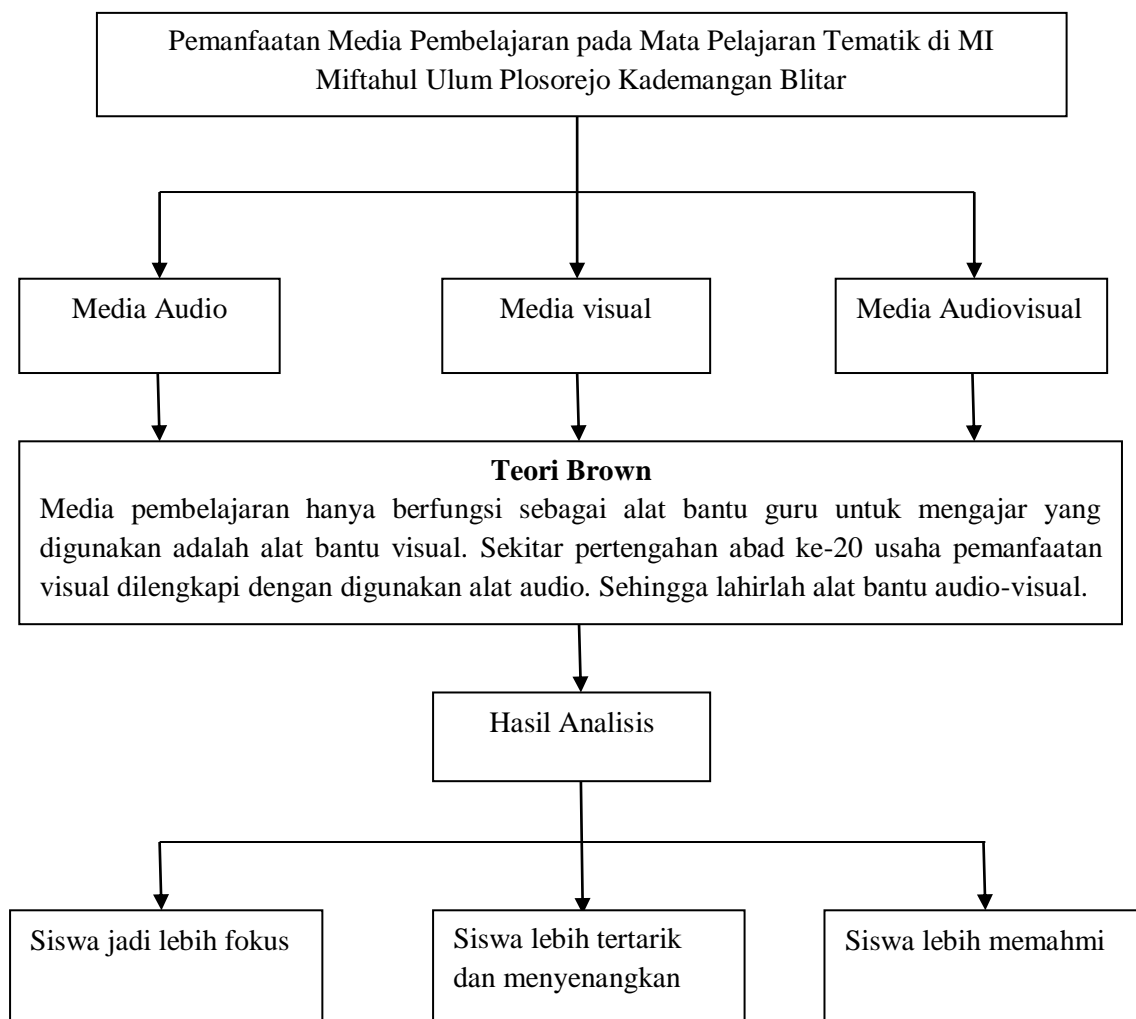 Pemanfaatan Media Pembelajaran pada Mata Pelajaran Tematik di MI
Miftahul Ulum Plosorejo Kademangan Blitar
Media Audio
Media visual
Media Audiovisual
Teori Brown
Media pembelajaran hanya berfungsi sebagai alat bantu guru untuk mengajar yang
digunakan adalah alat bantu visual. Sekitar pertengahan abad ke-20 usaha pemanfaatan
visual dilengkapi dengan digunakan alat audio. Sehingga lahirlah alat bantu audio-visual.
Hasil Analisis
Siswa jadi lebih fokus
Siswa lebih tertarik
dan menyenangkan
Siswa lebih memahmi